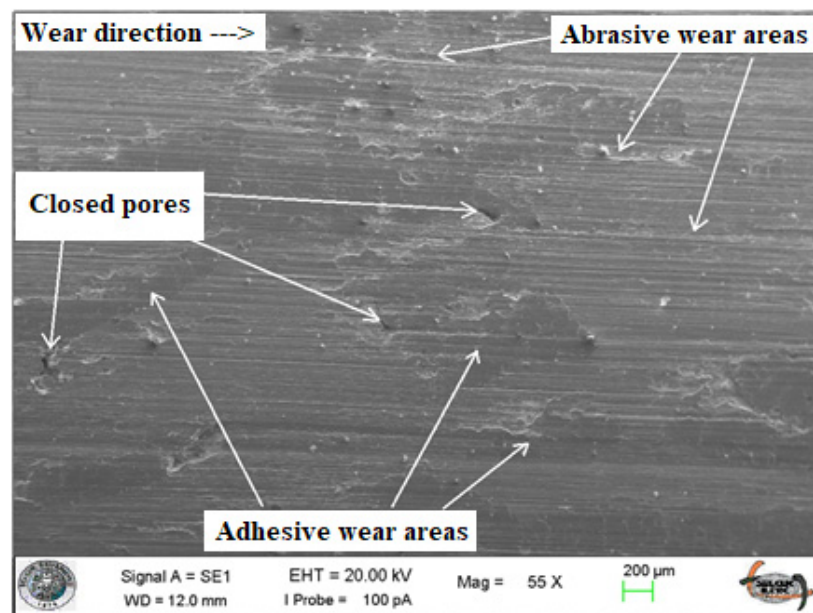 Wear direction --->
Abrasive wear areas
Closed pores
Adhesive wear areas
Signal A = SE1
EHT = 20.00 kV
Mag = 55 X
200 µm
WD = 12.0 mm
I Probe = 100 pA